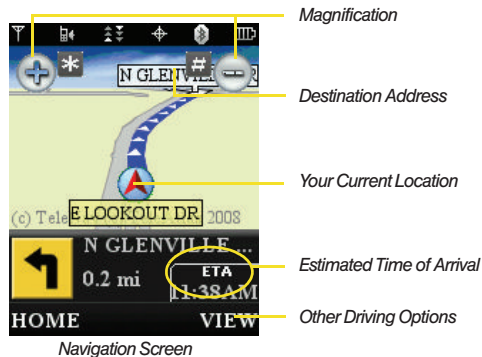 Magnification
*
#
N GLENVILLE DR
Destination Address
Your Current Location
E LOOKOUT DR
(c) Tele 2008
N GLENVILLE ...
0.2 mi
ETA
11:38AM
Estimated Time of Arrival
HOME
VIEW
Other Driving Options
Navigation Screen